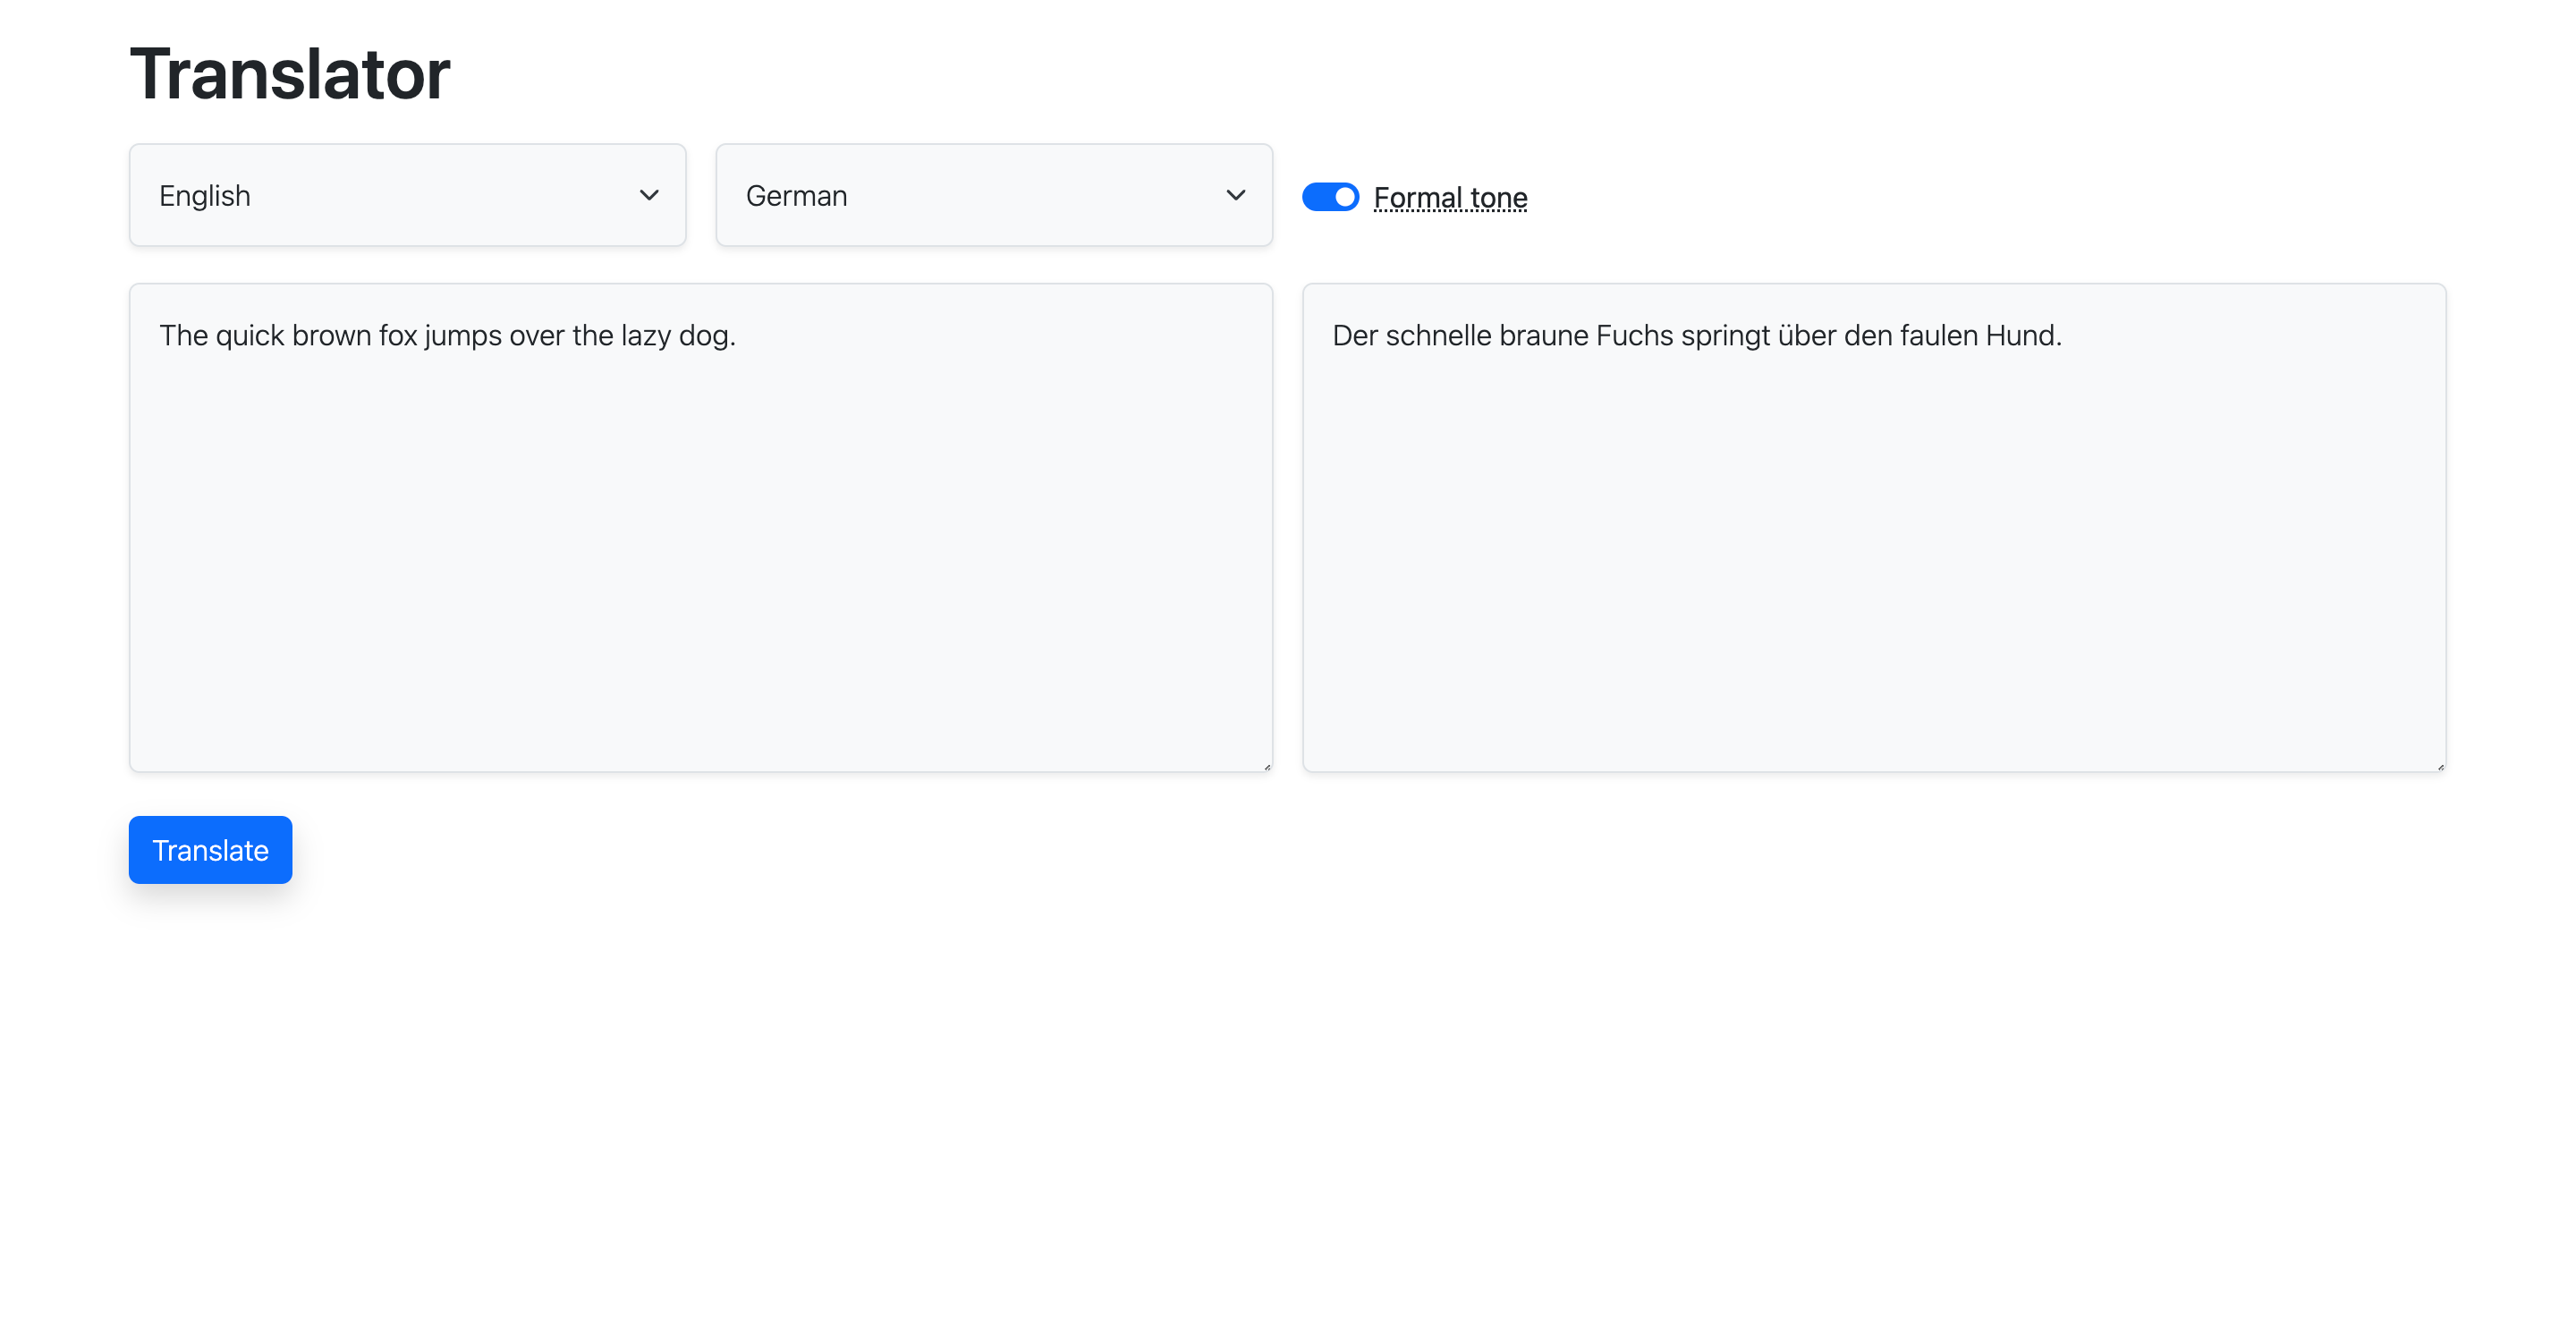 Translator
English
German
Formal tone
The quick brown fox jumps over the lazy dog.
Der schnelle braune Fuchs springt über den faulen Hund.
Translate